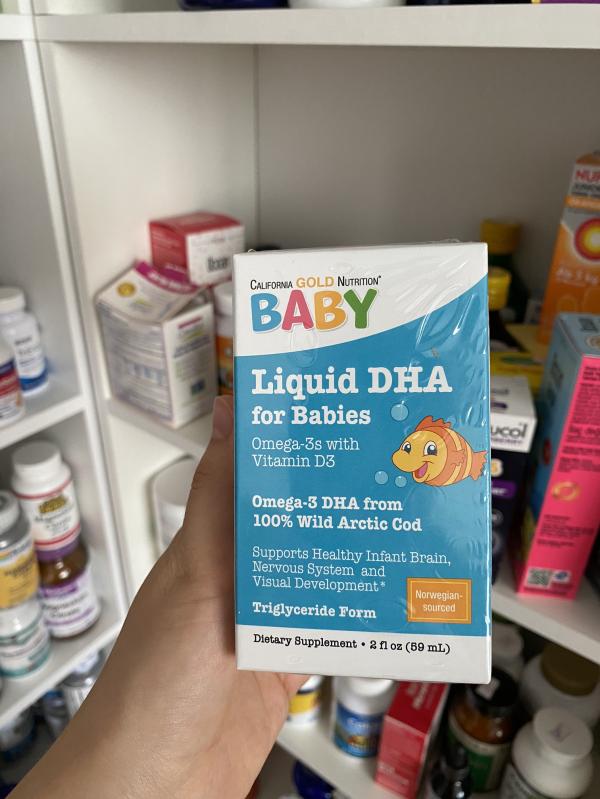 CALIFORNIA GOLD NUTRITION®
BABY
Liquid DHA
for Babies
Omega-3s with
Vitamin D3
Omega-3 DHA from
100% Wild Arctic Cod
Supports Healthy Infant Brain,
Nervous System and
Visual Development*
Triglyceride Form
Norwegian-
sourced
Dietary Supplement • 2 fl oz (59 mL)
ucol